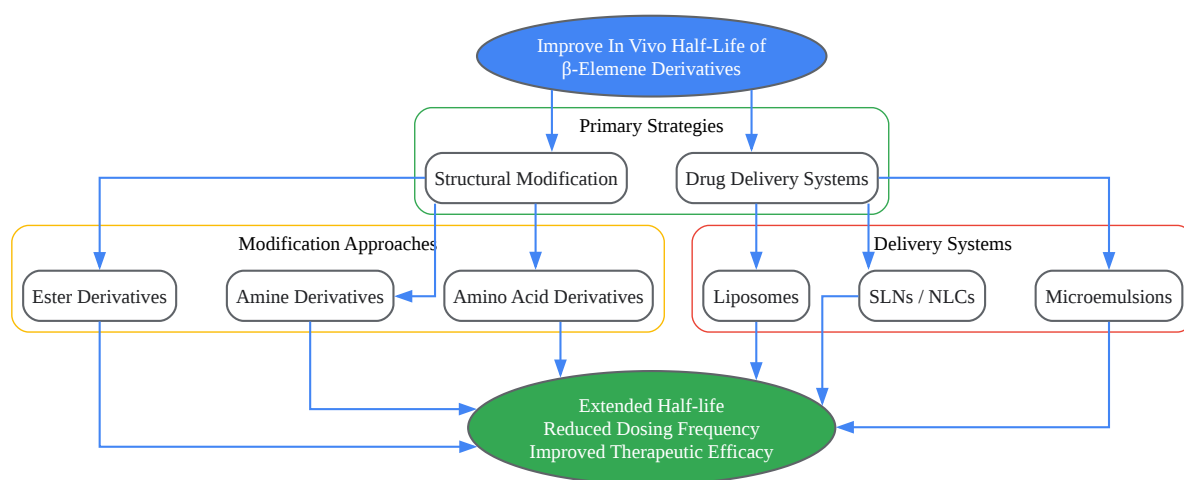 Improve In Vivo Half-Life of
β-Elemene Derivatives
Primary Strategies
Structural Modification
Drug Delivery Systems
Modification Approaches
Delivery Systems
Ester Derivatives
Amine Derivatives
Amino Acid Derivatives
Liposomes
SLNs / NLCs
Microemulsions
Extended Half-life
Reduced Dosing Frequency
Improved Therapeutic Efficacy